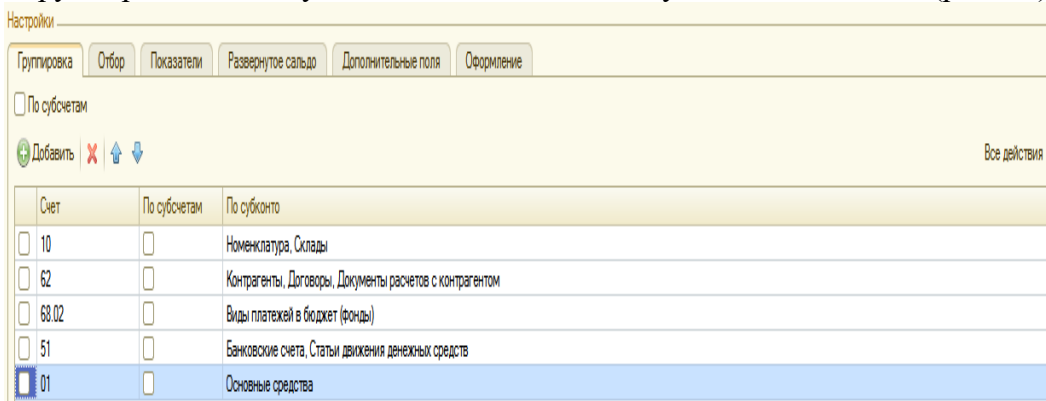 Настройки
Группировка Отбор Показатели Развернутое сальдо Дополнительные поля Оформление
По субсчетам
Добавить Все действия
Счет По субсчетам По субконто
10 Номенклатура, Склады
62 Контрагенты, Договоры, Документы расчетов с контрагентом
68.02 Виды платежей в бюджет (фонды)
51 Банковские счета, Статьи движения денежных средств
01 Основные средства